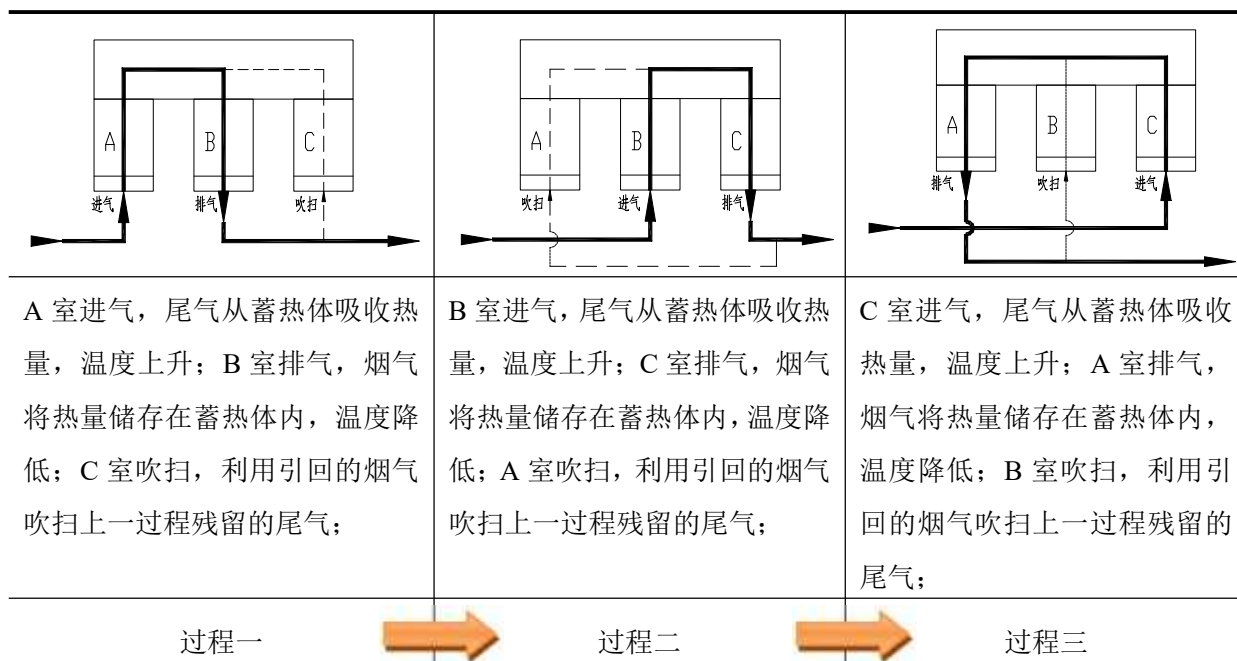 A
B
C
进气
排气
吹扫
A
B
C
吹扫
进气
排气
A
B
C
排气
吹扫
进气
A 室进气，尾气从蓄热体吸收热
量，温度上升；B 室排气，烟气
将热量储存在蓄热体内，温度降
低；C 室吹扫，利用引回的烟气
吹扫上一过程残留的尾气；
B 室进气，尾气从蓄热体吸收热
量，温度上升；C 室排气，烟气
将热量储存在蓄热体内，温度降
低；A 室吹扫，利用引回的烟气
吹扫上一过程残留的尾气；
C 室进气，尾气从蓄热体吸收
热量，温度上升；A 室排气，
烟气将热量储存在蓄热体内，
温度降低；B 室吹扫，利用引
回的烟气吹扫上一过程残留的
尾气；
过程一
过程二
过程三